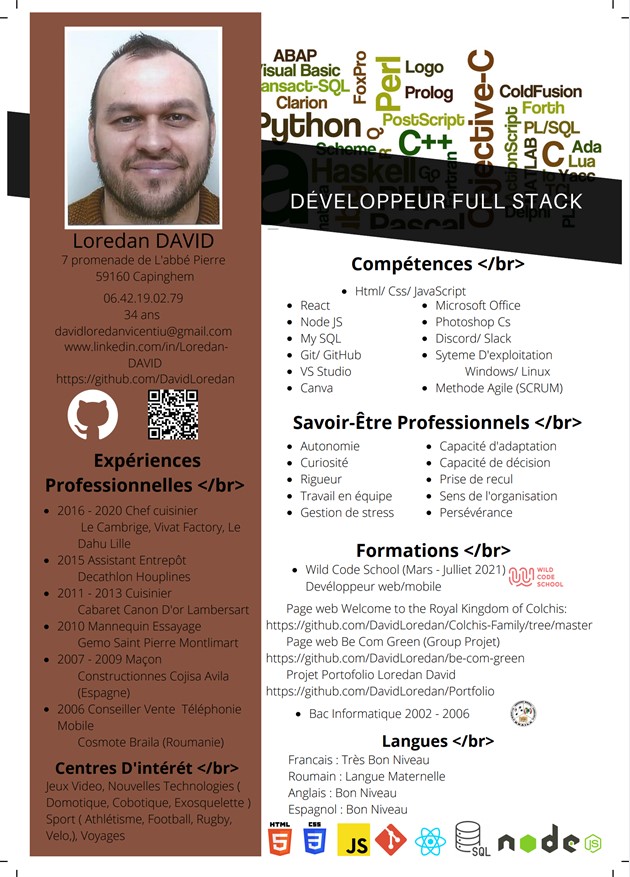 Loredan DAVID
7 promenade de L'abbé Pierre
59160 Capinghem
06.42.19.02.79
34 ans
davidloredanvicentiu@gmail.com
www.linkedin.com/in/Loredan-
DAVID
https://github.com/DavidLoredan
Expériences
Professionnelles </br>
2016 - 2020 Chef cuisinier
Le Cambrige, Vivat Factory, Le
Dahu Lille
2015 Assistant Entrepôt
Decathlon Houplines
2011 - 2013 Cuisinier
Cabaret Canon D'or Lambersart
2010 Mannequin Essayage
Gemo Saint Pierre Montlimart
2007 - 2009 Maçon
Constructionnes Cojisa Avila
(Espagne)
2006 Conseiller Vente Téléphonie
Mobile
Cosmote Braila (Roumanie)
Centres D'intérét </br>
Jeux Video, Nouvelles Technologies (
Domotique, Cobotique, Exosquelette )
Sport ( Athlétisme, Football, Rugby,
Velo,), Voyages
ABAP
Visual Basic
FoxPro
Perl
Logo
Transact-SQL
Prolog
Clarion
PostScript
Python
C++
Scheme
Haskell
Go
Objective-C
ColdFusion
Forth
PL/SQL
C
Ada
Lua
Pascal
Delphi
DÉVELOPPEUR FULL STACK
Compétences </br>
Html/ Css/ JavaScript
React
Node JS
My SQL
Git/ GitHub
VS Studio
Canva
Microsoft Office
Photoshop Cs
Discord/ Slack
Syteme D'exploitation
Windows/ Linux
Methode Agile (SCRUM)
Savoir-Être Professionnels </br>
Autonomie
Curiosité
Rigueur
Travail en équipe
Gestion de stress
Capacité d'adaptation
Capacité de décision
Prise de recul
Sens de l'organisation
Persévérance
Formations </br>
Wild Code School (Mars - Julliet 2021)
Devéloppeur web/mobile
WILD
CODE
SCHOOL
Page web Welcome to the Royal Kingdom of Colchis:
https://github.com/DavidLoredan/Colchis-Family/tree/master
Page web Be Com Green (Group Projet)
https://github.com/DavidLoredan/be-com-green
Projet Portofolio Loredan David
https://github.com/DavidLoredan/Portfolio
Bac Informatique 2002 - 2006
Langues </br>
Francais : Très Bon Niveau
Roumain : Langue Maternelle
Anglais : Bon Niveau
Espagnol : Bon Niveau
HTML
5
CSS
3
JS
SQL
node
JS